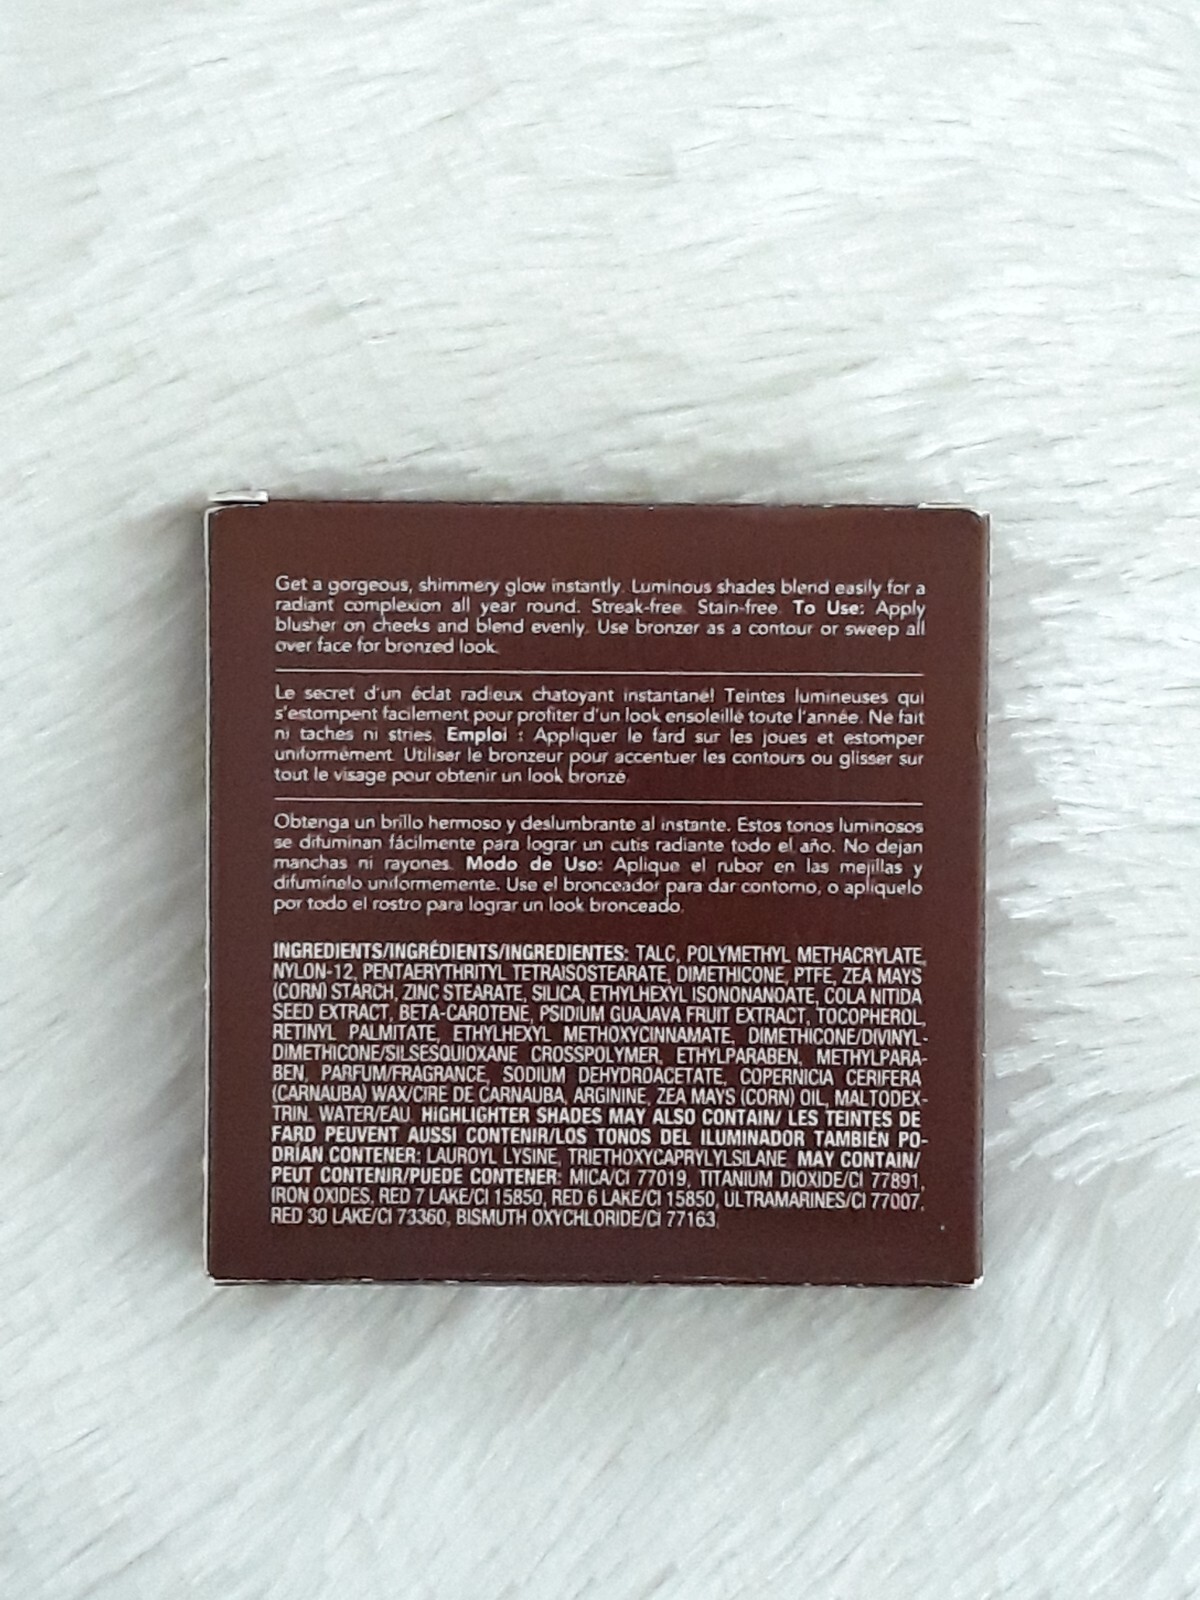 Get a gorgeous, shimmery glow instantly. Luminous shades blend easily for a
radiant complexion all year round. Streak-free. Stain-free. To Use: Apply
blusher on cheeks and blend evenly. Use bronzer as a contour or sweep all
over face for bronzed look.
Le secret d'un éclat radieux chatoyant instantané! Teintes lumineuses qui
s'estompent facilement pour profiter d'un look ensoleillé toute l'année. Ne fait
ni taches ni stries. Emploi : Appliquer le fard sur les joues et estomper
uniformément. Utiliser le bronzeur pour accentuer les contours ou glisser sur
tout le visage pour obtenir un look bronzé.
Obtenga un brillo hermoso y deslumbrante al instante. Estos tonos luminosos
se difuminan fácilmente para lograr un cutis radiante todo el año. No dejan
manchas ni rayones. Modo de Uso: Aplique el rubor en las mejillas y
difumínelo uniformemente. Use el bronceador para dar contorno, o aplíquelo
por todo el rostro para lograr un look bronceado.
INGREDIENTS/INGRÉDIENTS/INGREDIENTES: TALC, POLYMETHYL METHACRYLATE,
NYLON-12, PENTAERYTHRITYL TETRAISOSTEARATE, DIMETHICONE, PTFE, ZEA MAYS
(CORN) STARCH, ZINC STEARATE, SILICA, ETHYLHEXYL ISONONANOATE, COLA NITIDA
SEED EXTRACT, BETA-CAROTENE, PSIDIUM GUAJAVA FRUIT EXTRACT, TOCOPHEROL,
RETINYL PALMITATE, ETHYLHEXYL METHOXYCINNAMATE, DIMETHICONE/DIVINYL-
DIMETHICONE/SILSESQUIOXANE CROSSPOLYMER, ETHYLPARABEN, METHYLPARA-
BEN, PARFUM/FRAGRANCE, SODIUM DEHYDROACETATE, COPERNICIA CERIFERA
(CARNAUBA) WAX/CIRE DE CARNAUBA, ARGININE, ZEA MAYS (CORN) OIL, MALTODEX-
TRIN, WATER/EAU. HIGHLIGHTER SHADES MAY ALSO CONTAIN/ LES TEINTES DE
FARD PEUVENT AUSSI CONTENIR/LOS TONOS DEL ILUMINADOR TAMBIÉN PO-
DRÍAN CONTENER: LAUROYL LYSINE, TRIETHOXYCAPRYLYLSILANE. MAY CONTAIN/
PEUT CONTENIR/PUEDE CONTENER: MICA/CI 77019, TITANIUM DIOXIDE/CI 77891,
IRON OXIDES, RED 7 LAKE/CI 15850, RED 6 LAKE/CI 15850, ULTRAMARINES/CI 77007,
RED 30 LAKE/CI 73360, BISMUTH OXYCHLORIDE/CI 77163.